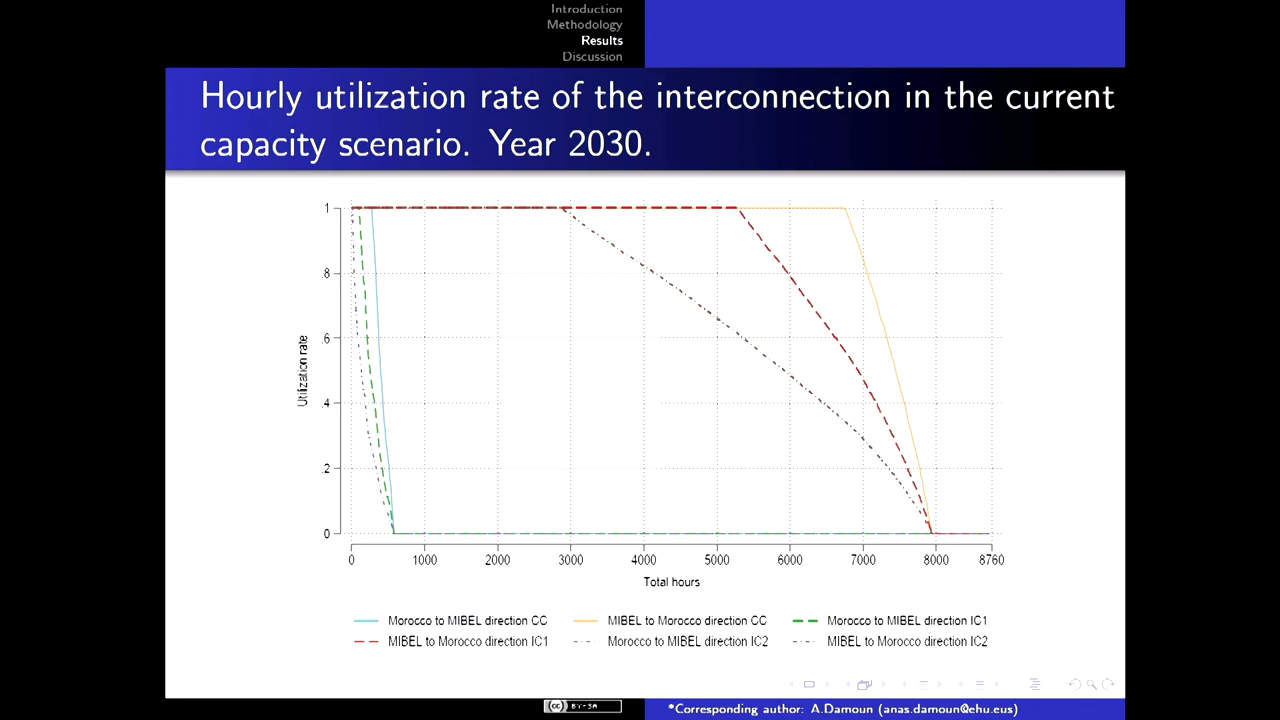 Introduction
Methodology
Results
Discussion
Hourly utilization rate of the interconnection in the current
capacity scenario. Year 2030.
1
.8
.6
.4
.2
0
Utilization rate
0 1000 2000 3000 4000 5000 6000 7000 8000 8760
Total hours
Morocco to MIBEL direction CC MIBEL to Morocco direction CC Morocco to MIBEL direction IC1
MIBEL to Morocco direction IC1 Morocco to MIBEL direction IC2 MIBEL to Morocco direction IC2
cc BY-SA
*Corresponding author: A.Damoun (anas.damoun@ehu.eus)